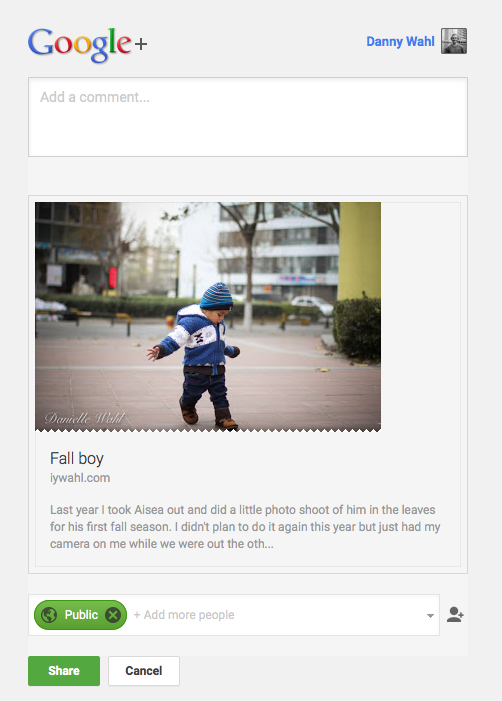 Google+
Danny Wahl
Add a comment...
Danielle Wahl
Fall boy
iywahl.com
Last year I took Aisea out and did a little photo shoot of him in the leaves
for his first fall season. I didn't plan to do it again this year but just had my
camera on me while we were out the oth...
Public
+ Add more people
Share
Cancel